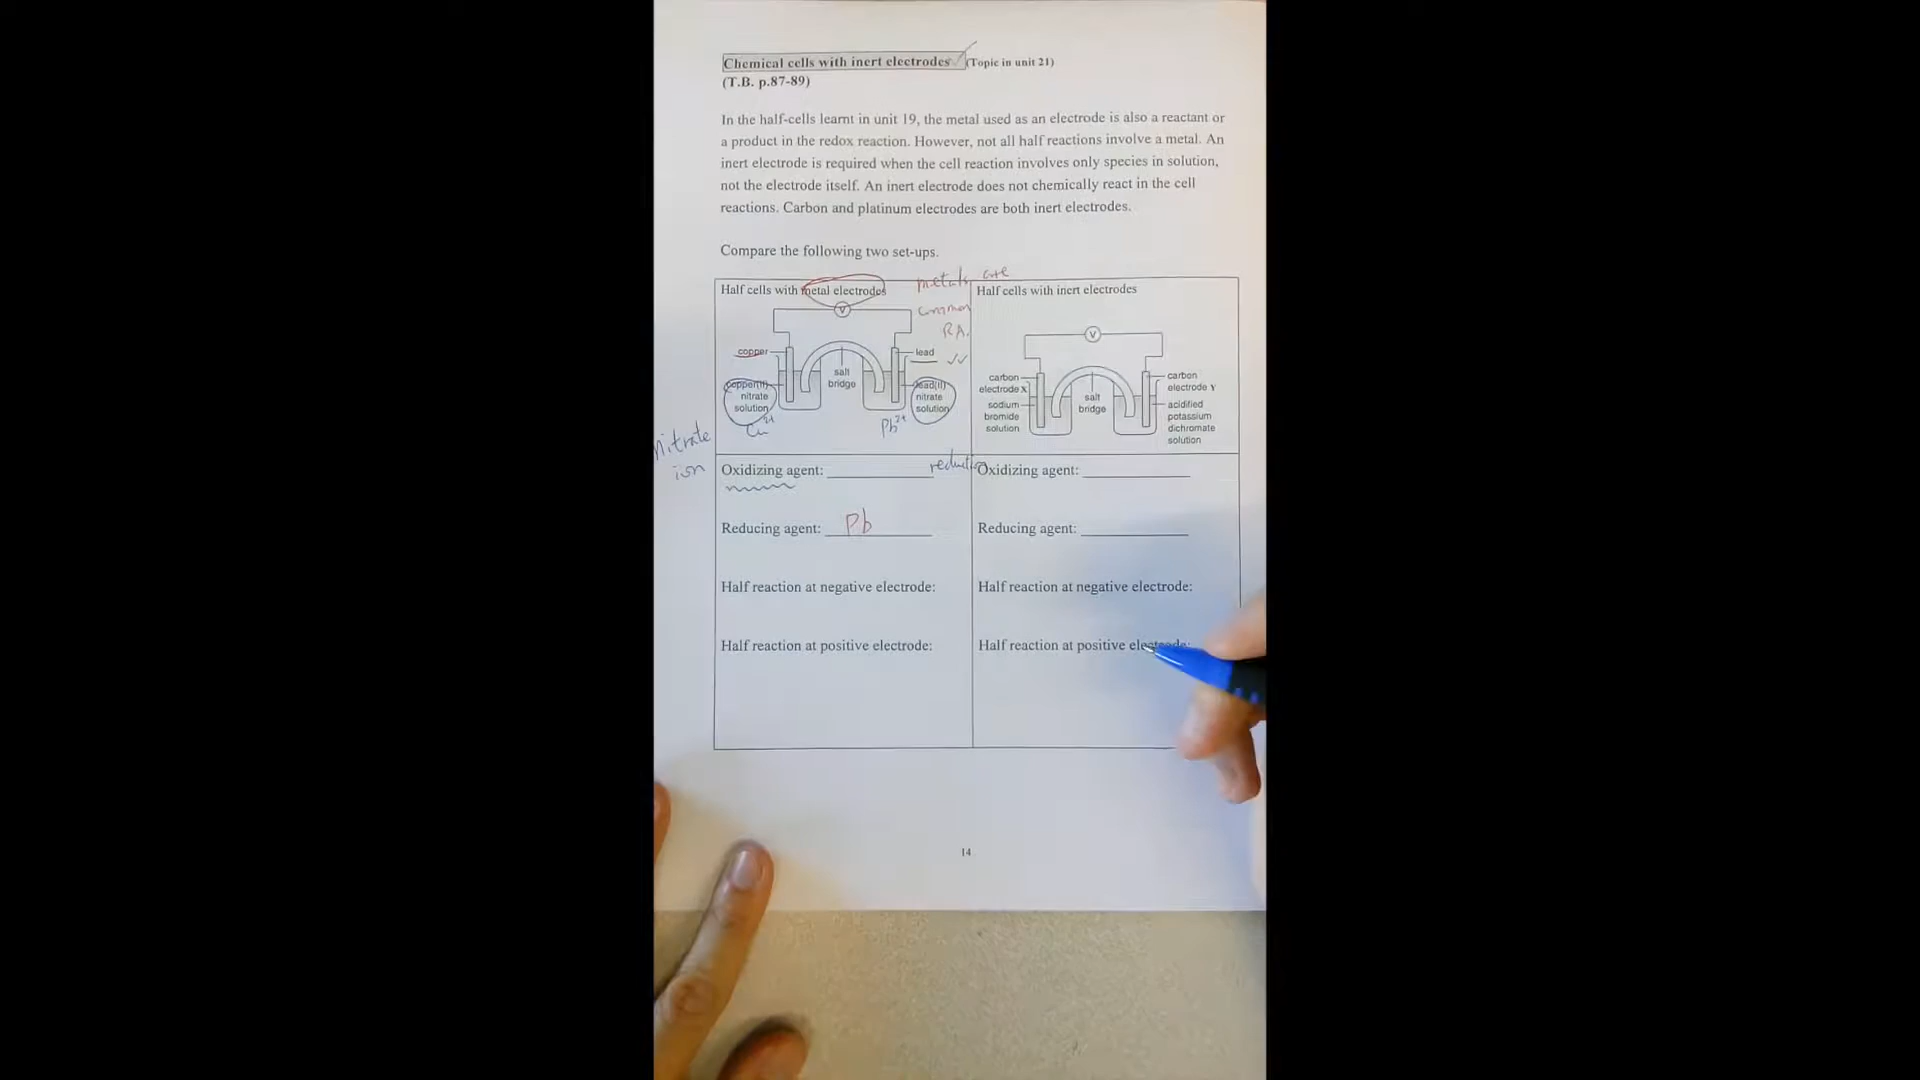 Chemical cells with inert electrodes (Topic in unit 21)
(T.B. p.87-89)
In the half-cells learnt in unit 19, the metal used as an electrode is also a reactant or
a product in the redox reaction. However, not all half reactions involve a metal. An
inert electrode is required when the cell reaction involves only species in solution,
not the electrode itself. An inert electrode does not chemically react in the cell
reactions. Carbon and platinum electrodes are both inert electrodes.
Compare the following two set-ups.
Half cells with metal electrodes
metals are
common
RA.
V
copper
lead
salt
bridge
copper(II)
nitrate
solution
lead(II)
nitrate
solution
Cu2+
Pb2+
nitrate
ion
Oxidizing agent:
Reducing agent: Pb
Half reaction at negative electrode:
Half reaction at positive electrode:
Half cells with inert electrodes
V
carbon
electrode X
sodium
bromide
solution
salt
bridge
carbon
electrode Y
acidified
potassium
dichromate
solution
Oxidizing agent:
Reducing agent:
Half reaction at negative electrode:
Half reaction at positive electrode:
14